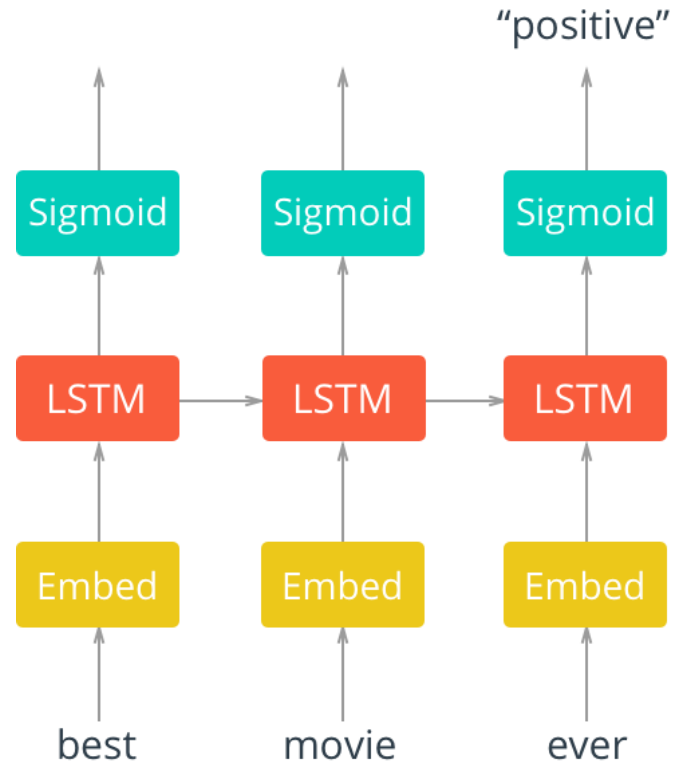 “positive”
Sigmoid Sigmoid Sigmoid
LSTM LSTM LSTM
Embed Embed Embed
best movie ever